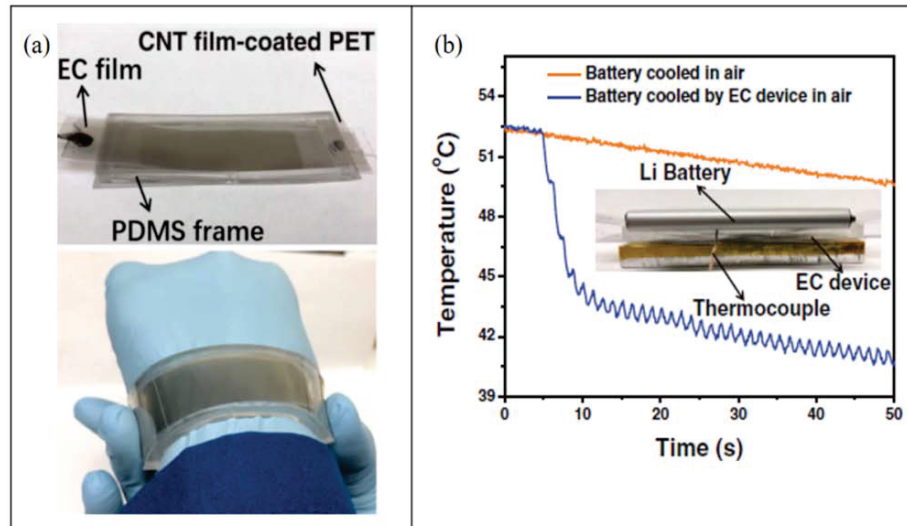 (a)
CNT film-coated PET
EC film
PDMS frame
(b)
Battery cooled in air
Battery cooled by EC device in air
Temperature (°C)
54
51
48
45
42
39
Li Battery
EC device
Thermocouple
0
10
20
30
40
50
Time (s)